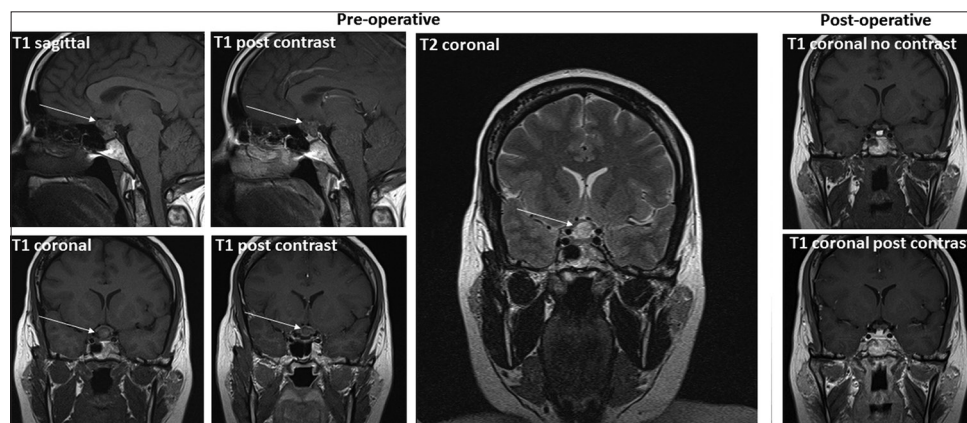 Pre-operative
Post-operative
T1 sagittal
T1 post contrast
T2 coronal
T1 coronal no contrast
T1 coronal
T1 post contrast
T1 coronal post contrast